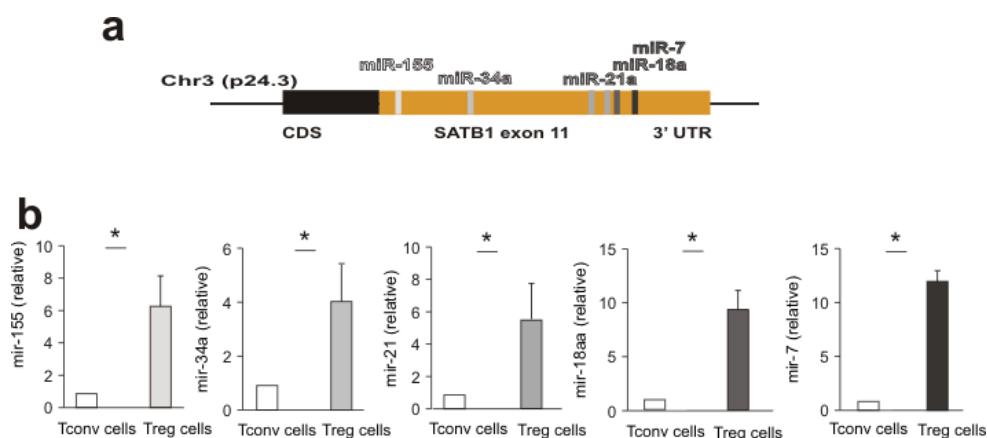 a
miR-7
miR-155
miR-18a
miR-34a
miR-21a
Chr3 (p24.3)
CDS
SATB1 exon 11
3' UTR
b
mir-155 (relative)
10
8
6
4
2
0
*
Tconv cells Treg cells
mir-34a (relative)
6
4
2
0
*
Tconv cells Treg cells
mir-21 (relative)
10
8
6
4
2
0
*
Tconv cells Treg cells
mir-18aa (relative)
15
10
5
0
*
Tconv cells Treg cells
mir-7 (relative)
15
10
5
0
*
Tconv cells Treg cells